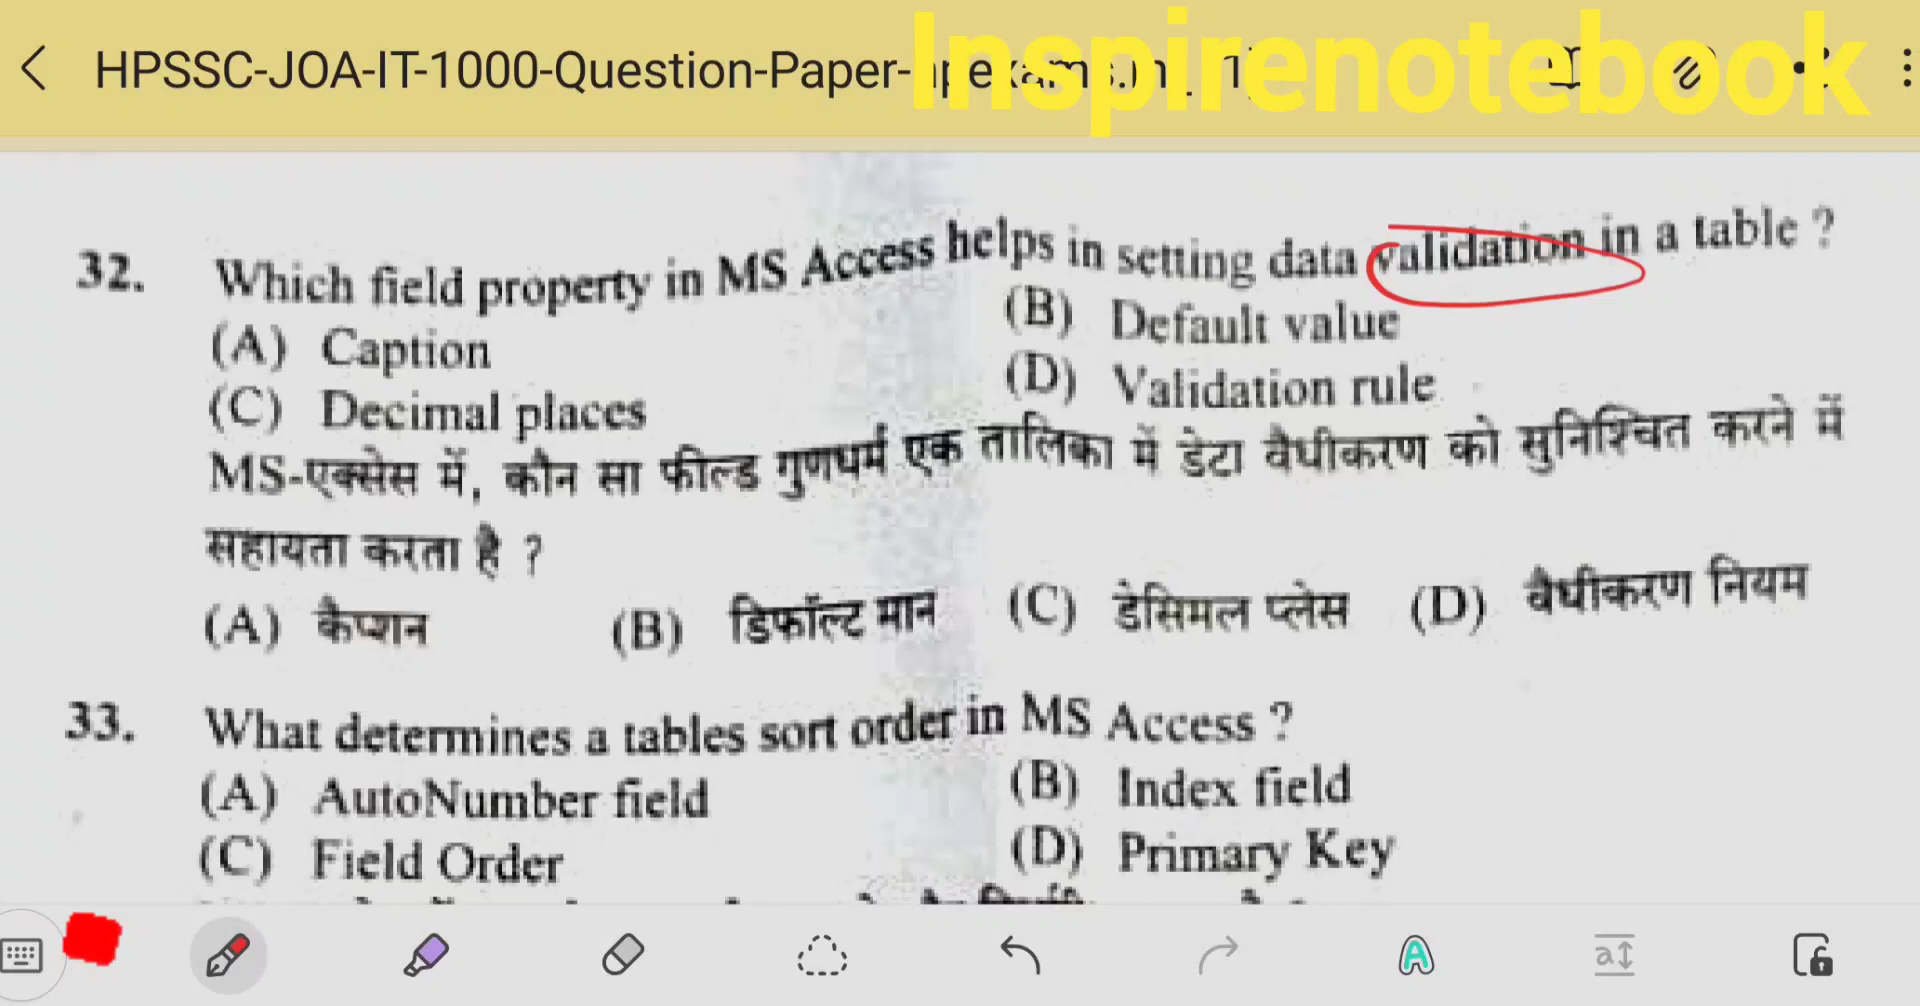 Inspirenotebook
HPSSC-JOA-IT-1000-Question-Paper-
32. Which field property in MS Access helps in setting data validation in a table ?
(A) Caption (B) Default value
(C) Decimal places (D) Validation rule
MS-एक्सेस में, कौन सा फील्ड गुणधर्म एक तालिका में डेटा वैधीकरण को सुनिश्चित करने में
सहायता करता है ?
(A) कैप्शन (B) डिफॉल्ट मान (C) डेसिमल प्लेस (D) वैधीकरण नियम
33. What determines a tables sort order in MS Access ?
(A) AutoNumber field (B) Index field
(C) Field Order (D) Primary Key